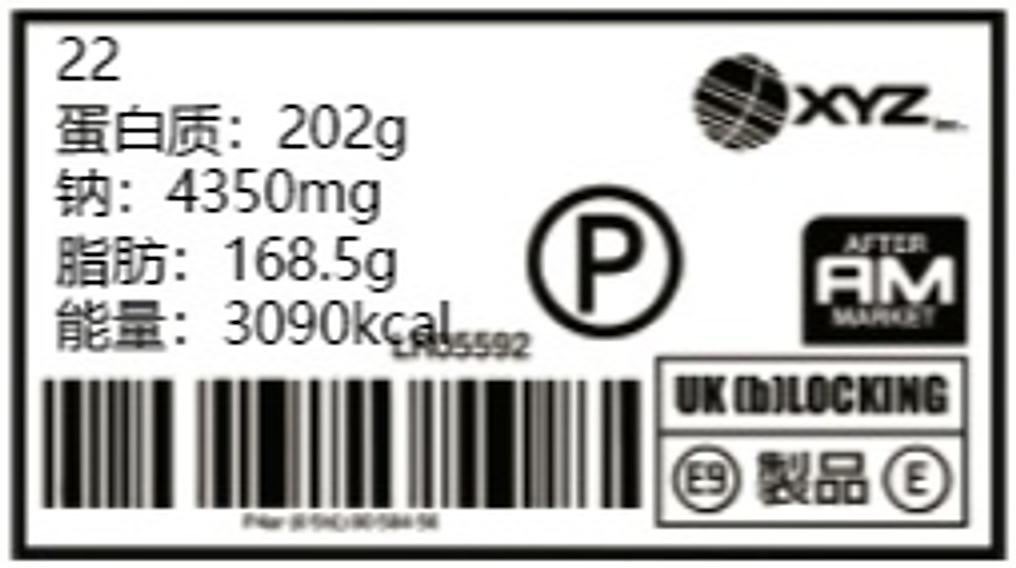 22
蛋白质：202g
钠：4350mg
脂肪：168.5g
能量：3090kcal
XYZ
P
AFTER
AM
MARKET
UK (b)LOCKING
E9 製品 E